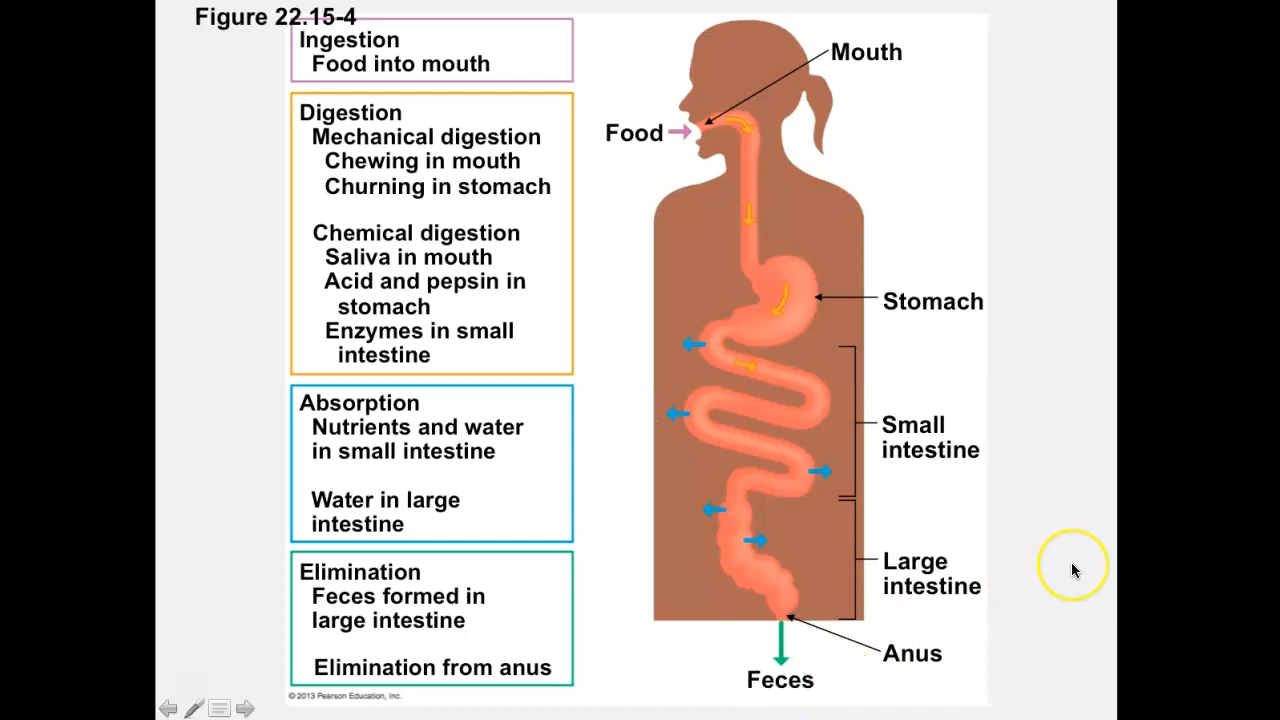 Figure 22.15-4
Ingestion
Food into mouth
Digestion
Mechanical digestion
Chewing in mouth
Churning in stomach
Chemical digestion
Saliva in mouth
Acid and pepsin in
stomach
Enzymes in small
intestine
Absorption
Nutrients and water
in small intestine
Water in large
intestine
Elimination
Feces formed in
large intestine
Elimination from anus
© 2013 Pearson Education, Inc.
Mouth
Food
Stomach
Small
intestine
Large
intestine
Anus
Feces